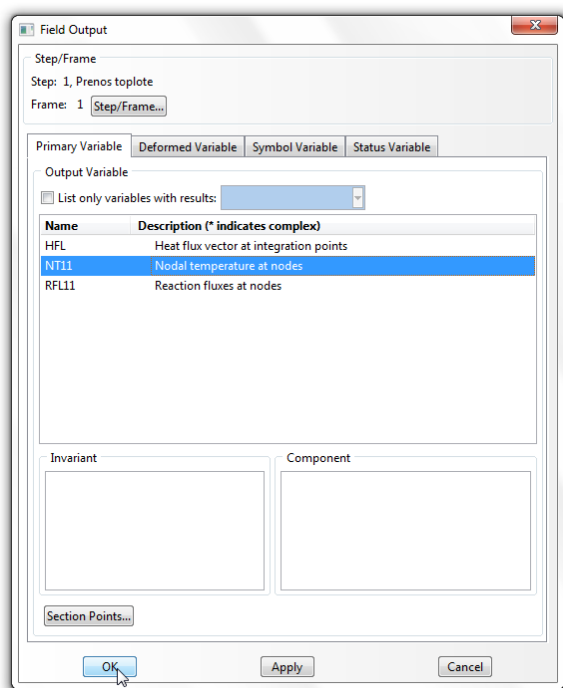 Field Output
Step/Frame
Step: 1, Prenos toplote
Frame: 1 Step/Frame...
Primary Variable Deformed Variable Symbol Variable Status Variable
Output Variable
List only variables with results:
Name Description (* indicates complex)
HFL Heat flux vector at integration points
NT11 Nodal temperature at nodes
RFL11 Reaction fluxes at nodes
Invariant Component
Section Points...
OK Apply Cancel